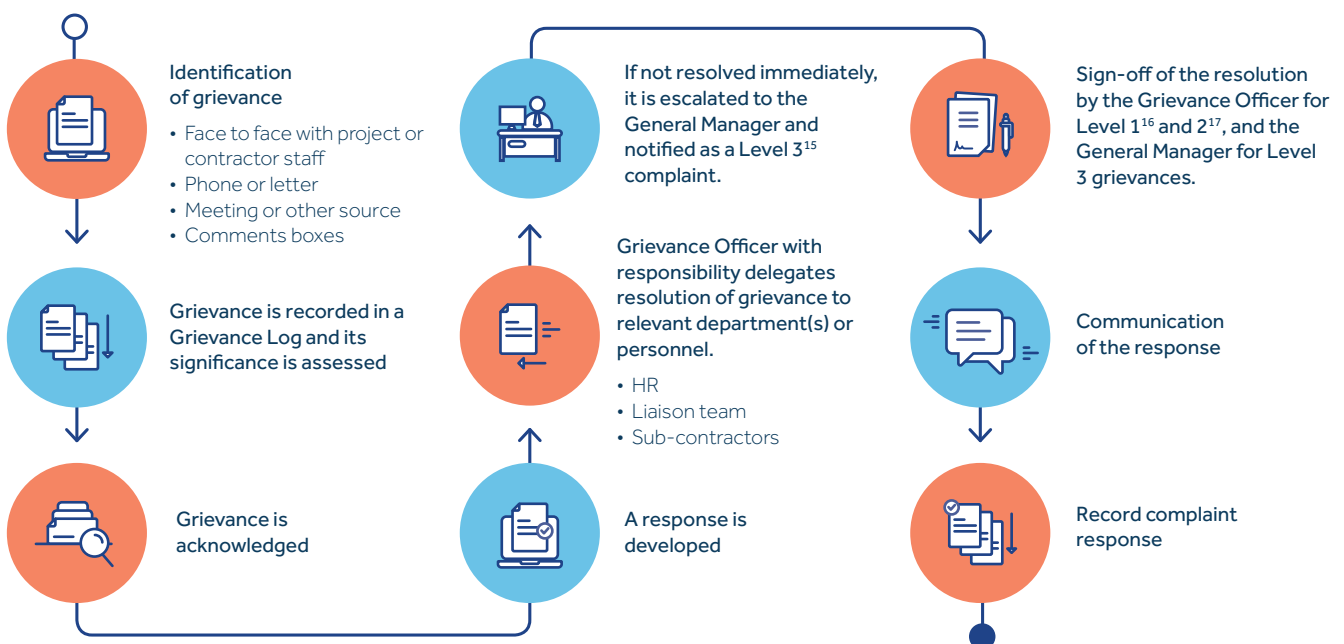 Identification
of grievance
• Face to face with project or
contractor staff
• Phone or letter
• Meeting or other source
• Comments boxes
Grievance is recorded in a
Grievance Log and its
significance is assessed
Grievance is
acknowledged
A response is
developed
Grievance Officer with
responsibility delegates
resolution of grievance to
relevant department(s) or
personnel.
• HR
• Liaison team
• Sub-contractors
If not resolved immediately,
it is escalated to the
General Manager and
notified as a Level 3¹⁵
complaint.
Sign-off of the resolution
by the Grievance Officer for
Level 1¹⁶ and 2¹⁷, and the
General Manager for Level
3 grievances.
Communication
of the response
Record complaint
response